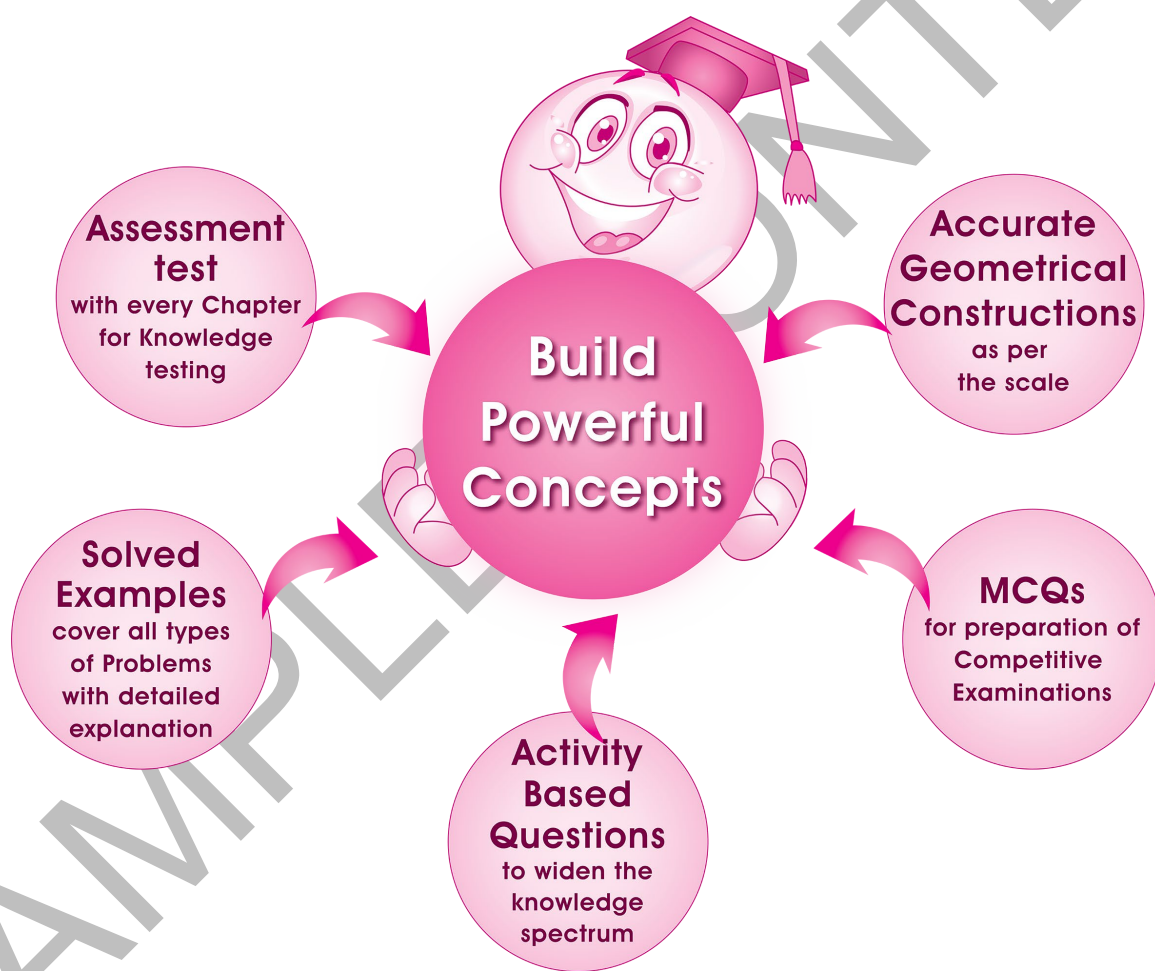 Build
Powerful
Concepts
Assessment
test
with every Chapter
for Knowledge
testing
Accurate
Geometrical
Constructions
as per
the scale
Solved
Examples
cover all types
of Problems
with detailed
explanation
MCQs
for preparation of
Competitive
Examinations
Activity
Based
Questions
to widen the
knowledge
spectrum